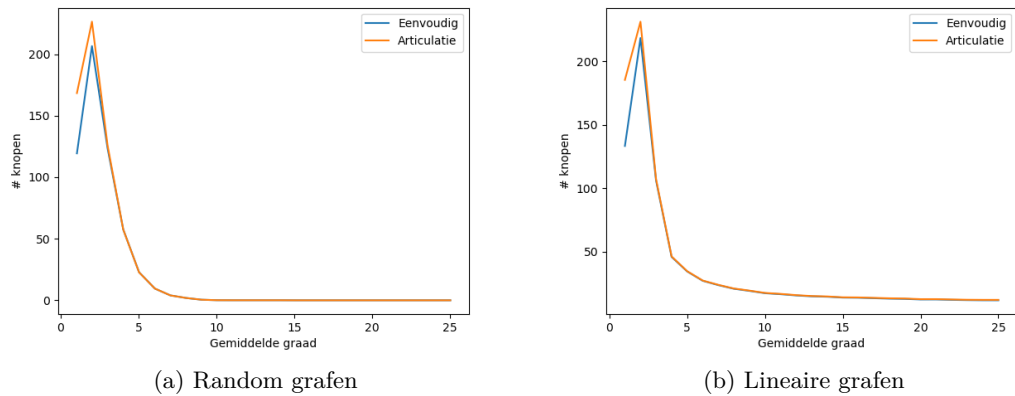 Eenvoudig
Articulatie
# knopen
200
150
100
50
0
0
5
10
15
20
25
Gemiddelde graad
(a) Random grafen
Eenvoudig
Articulatie
# knopen
200
150
100
50
0
5
10
15
20
25
Gemiddelde graad
(b) Lineaire grafen